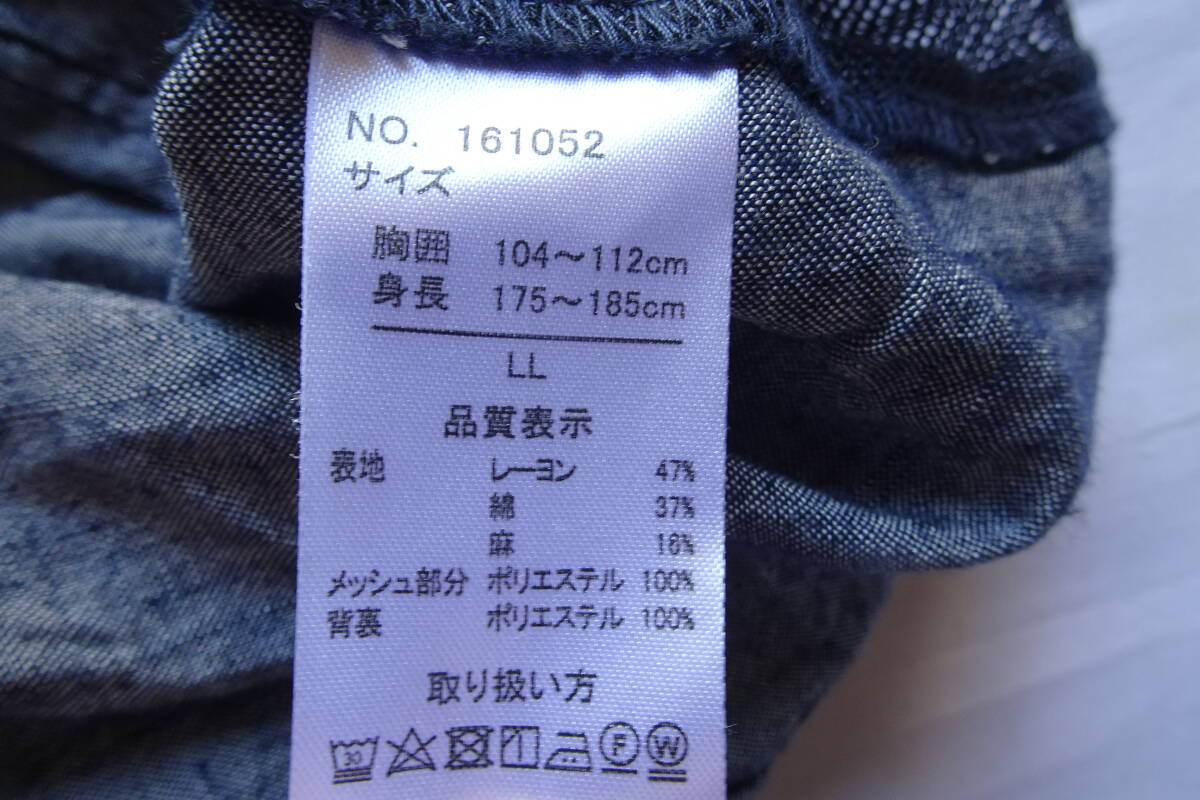 NO. 161052
サイズ
胸囲 104～112cm
身長 175～185cm
LL
品質表示
表地 レーヨン 47%
綿 37%
麻 16%
メッシュ部分 ポリエステル 100%
背裏 ポリエステル 100%
取り扱い方
30 F W